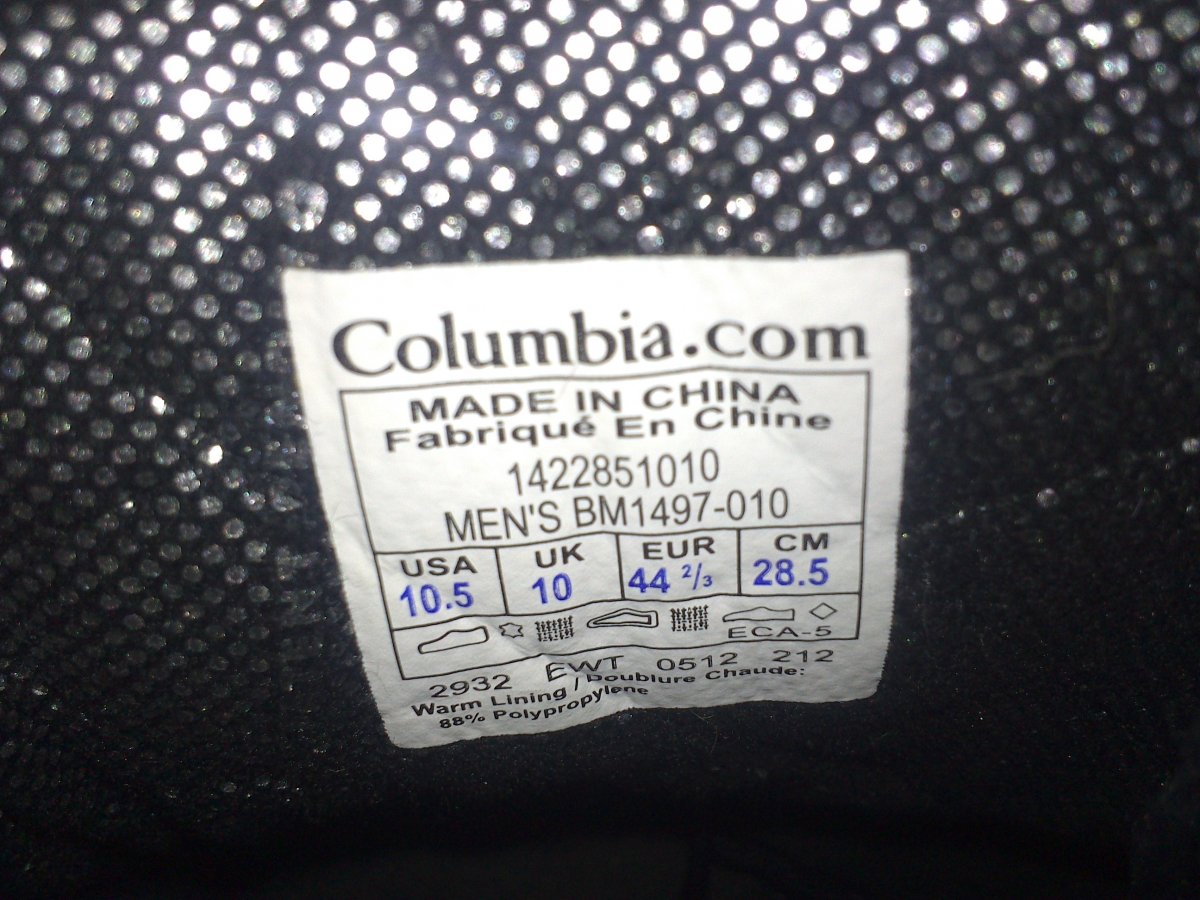 Columbia.com
MADE IN CHINA
Fabriqué En Chine
1422851010
MEN'S BM1497-010
USA UK EUR CM
10.5 10 44 ²/₃ 28.5
ECA-5
2932 EWT 0512 212
Warm Lining / Doublure Chaude:
88% Polypropylene